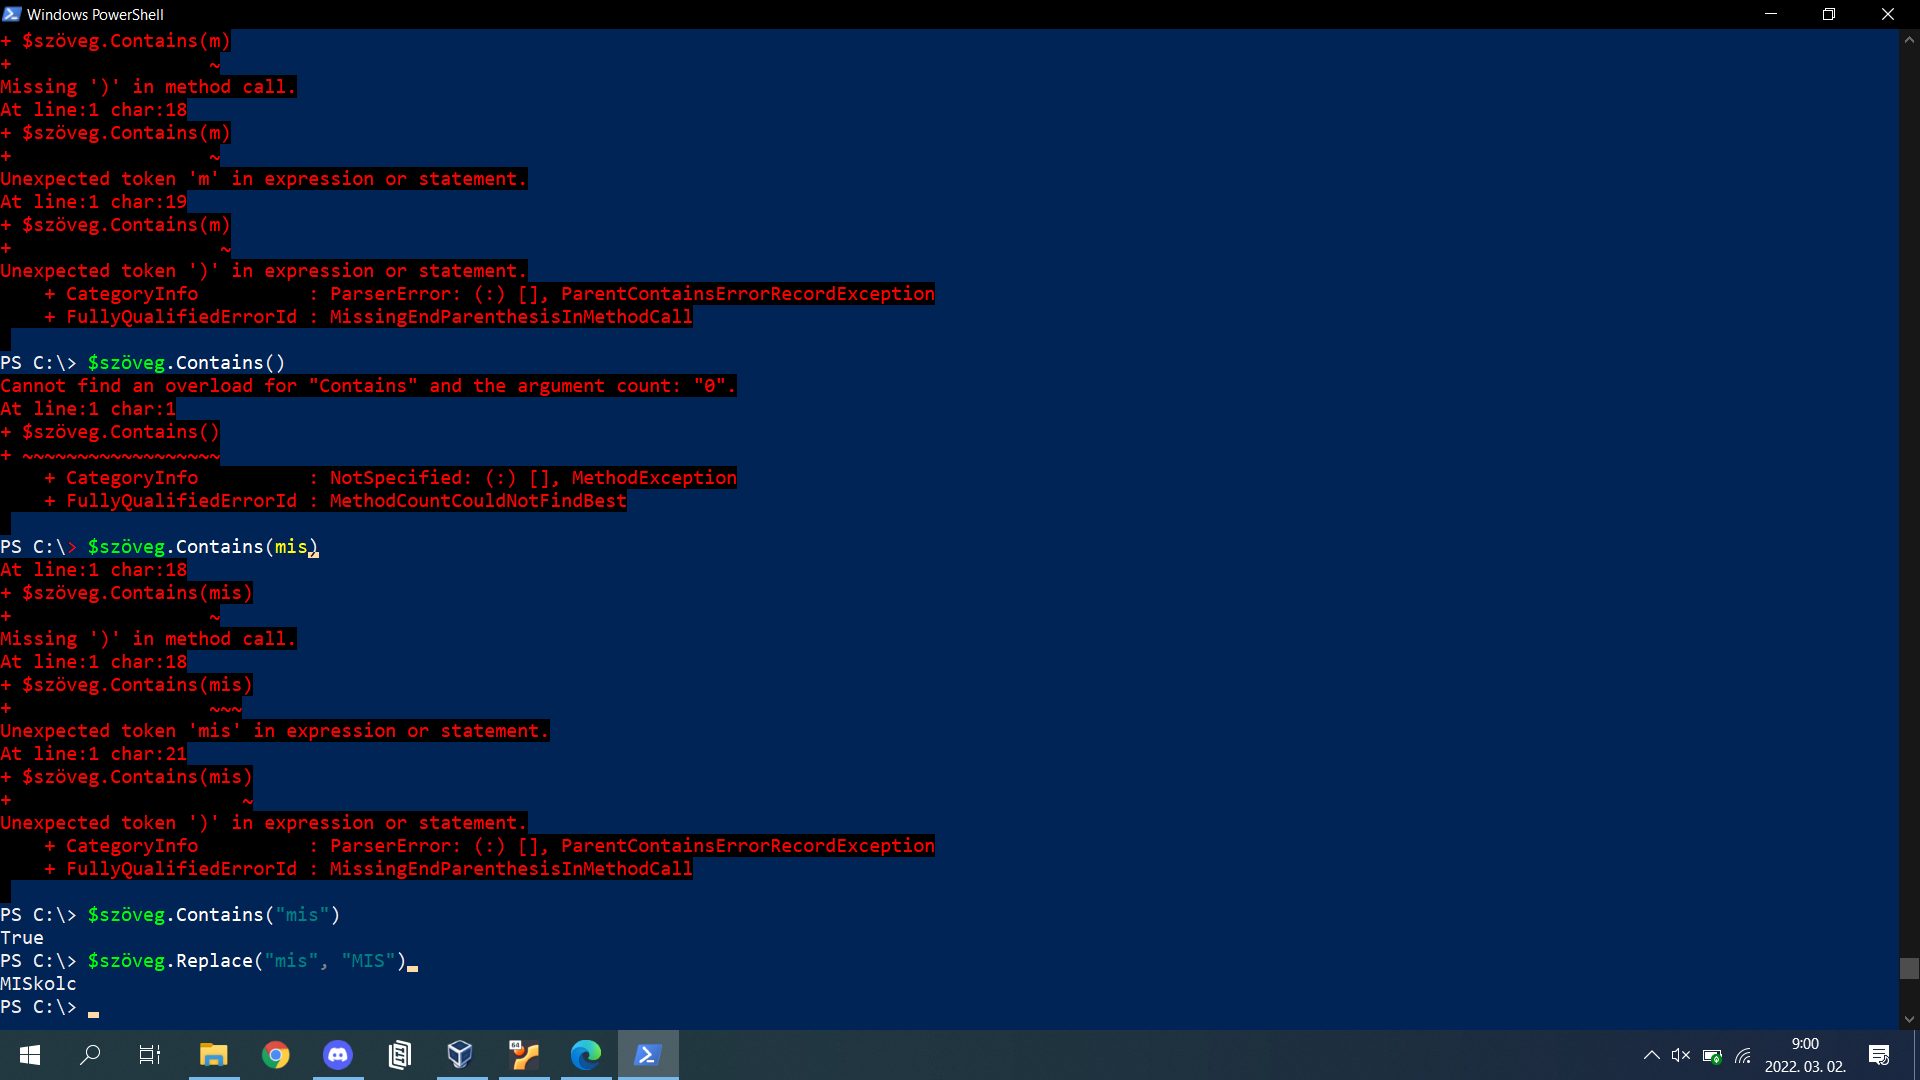 Windows PowerShell
+ $szöveg.Contains(m)
+                  ~
Missing ')' in method call.
At line:1 char:18
+ $szöveg.Contains(m)
+                  ~
Unexpected token 'm' in expression or statement.
At line:1 char:19
+ $szöveg.Contains(m)
+                   ~
Unexpected token ')' in expression or statement.
    + CategoryInfo          : ParserError: (:) [], ParentContainsErrorRecordException
    + FullyQualifiedErrorId : MissingEndParenthesisInMethodCall
PS C:\> $szöveg.Contains()
Cannot find an overload for "Contains" and the argument count: "0".
At line:1 char:1
+ $szöveg.Contains()
+ ~~~~~~~~~~~~~~~~~~
    + CategoryInfo          : NotSpecified: (:) [], MethodException
    + FullyQualifiedErrorId : MethodCountCouldNotFindBest
PS C:\> $szöveg.Contains(mis)
At line:1 char:18
+ $szöveg.Contains(mis)
+                  ~
Missing ')' in method call.
At line:1 char:18
+ $szöveg.Contains(mis)
+                  ~~~
Unexpected token 'mis' in expression or statement.
At line:1 char:21
+ $szöveg.Contains(mis)
+                     ~
Unexpected token ')' in expression or statement.
    + CategoryInfo          : ParserError: (:) [], ParentContainsErrorRecordException
    + FullyQualifiedErrorId : MissingEndParenthesisInMethodCall
PS C:\> $szöveg.Contains("mis")
True
PS C:\> $szöveg.Replace("mis", "MIS")
MISkolc
PS C:\>
64
9:00
2022. 03. 02.